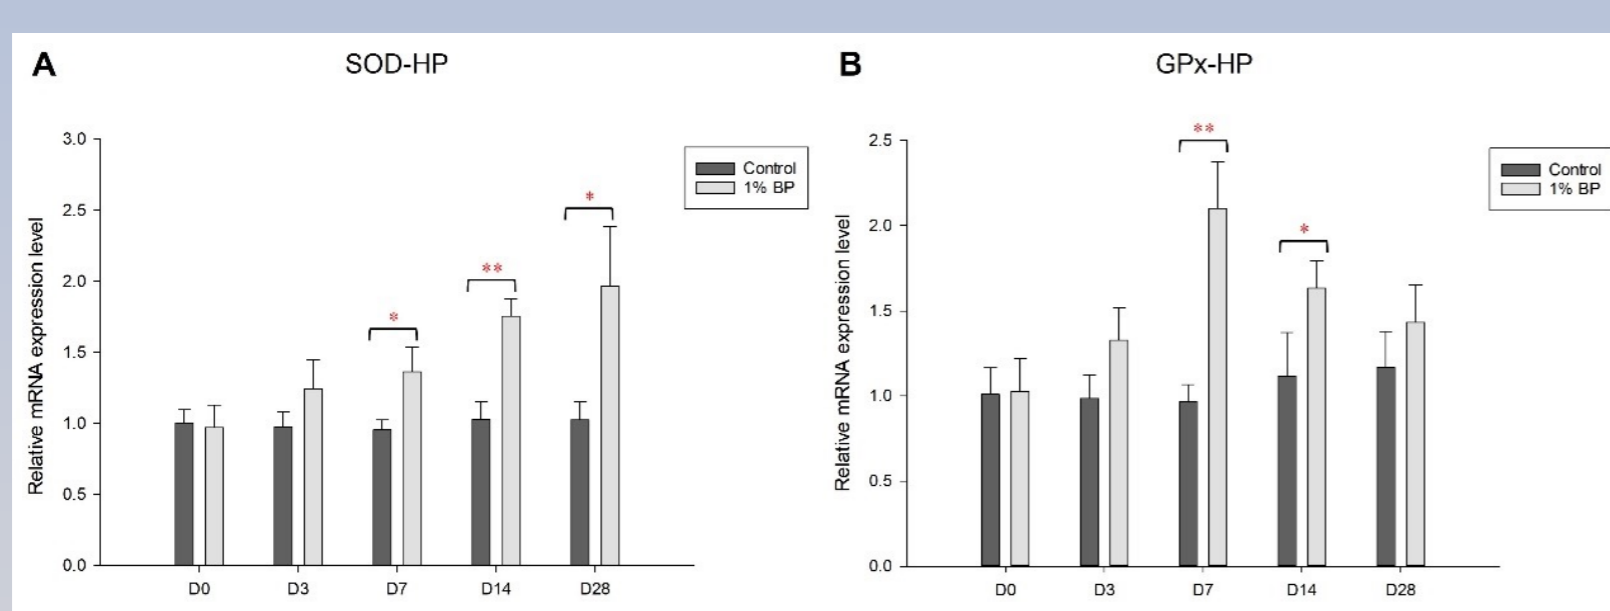 A
SOD-HP
Relative mRNA expression level
3.0
2.5
2.0
1.5
1.0
0.5
0.0
D0 D3 D7 D14 D28
*
**
*
Control
1% BP
B
GPx-HP
Relative mRNA expression level
2.5
2.0
1.5
1.0
0.5
0.0
D0 D3 D7 D14 D28
**
*
Control
1% BP